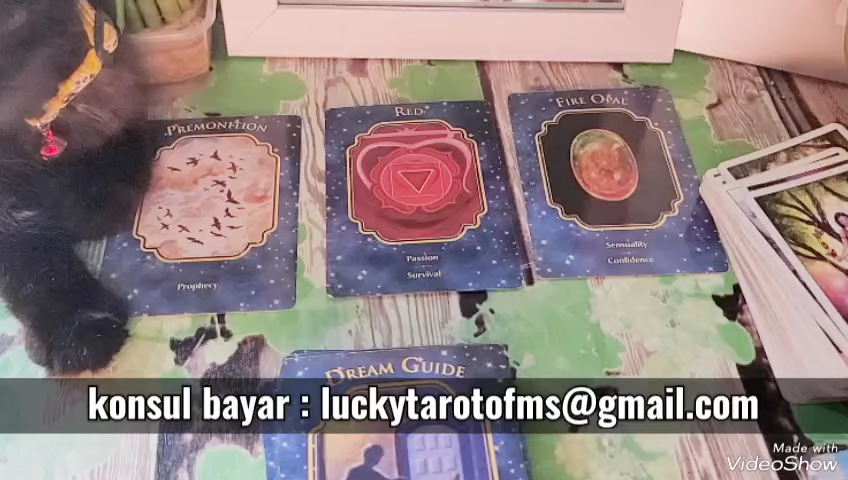 PREMONITION
RED
FIRE OPAL
Prophecy
Passion
Survival
Sensuality
Confidence
DREAM GUIDE
konsul bayar : luckytarotofms@gmail.com
Made with
VideoShow